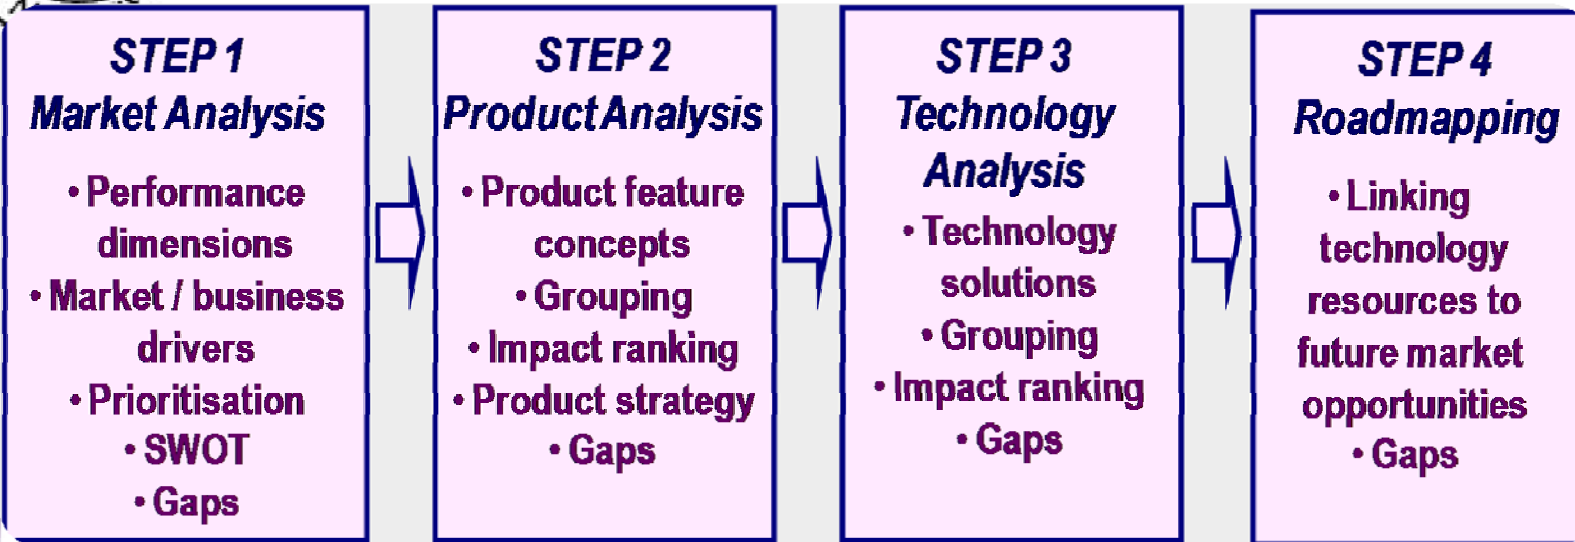 STEP 1
Market Analysis
• Performance
dimensions
• Market / business
drivers
• Prioritisation
• SWOT
• Gaps
STEP 2
Product Analysis
• Product feature
concepts
• Grouping
• Impact ranking
• Product strategy
• Gaps
STEP 3
Technology
Analysis
• Technology
solutions
• Grouping
• Impact ranking
• Gaps
STEP 4
Roadmapping
• Linking
technology
resources to
future market
opportunities
• Gaps